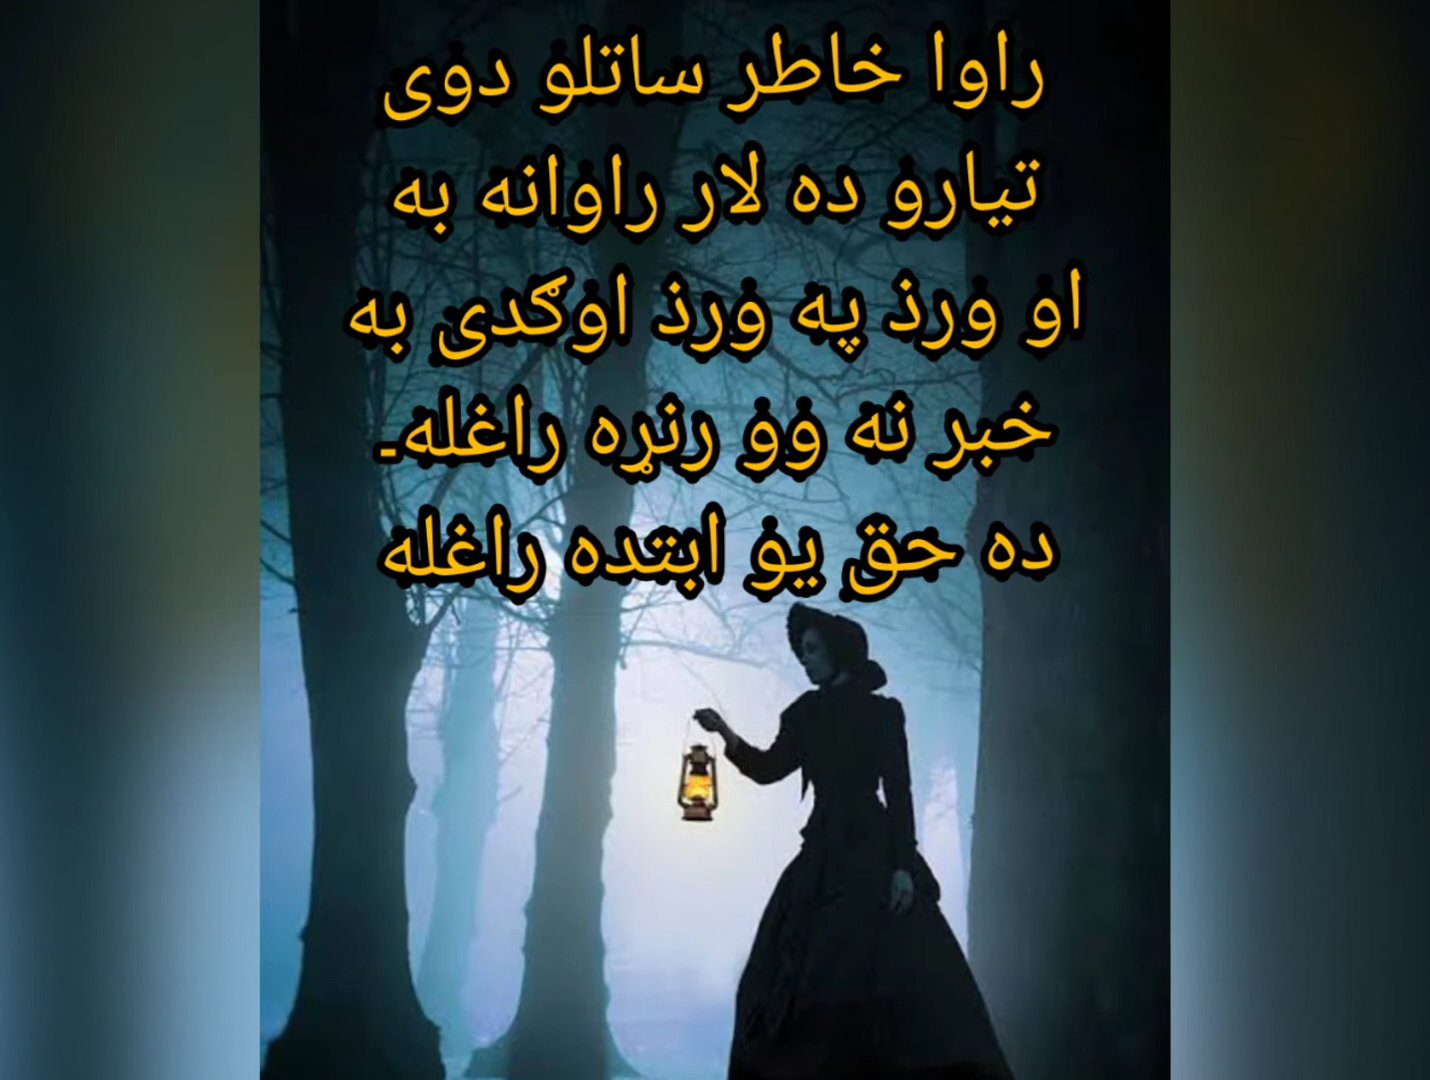 راوا خاطر ساتلو دوی
تیارو ده لار راوانه به
او ورذ په ورذ اوګدی به
خبر نه وو رنړه راغله۔
ده حق یو ابتده راغله